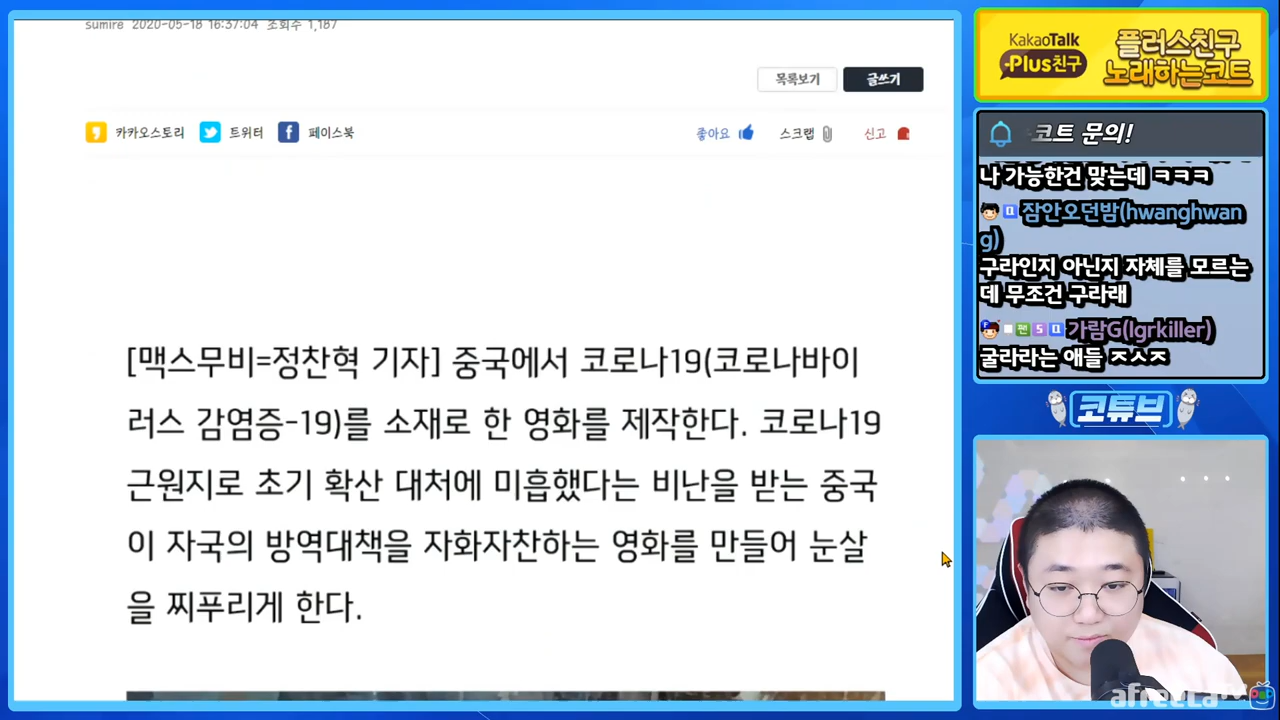 sumire 2020-05-18 16:37:04 조회수 1,187
목록보기
글쓰기
카카오스토리
트위터
페이스북
좋아요
스크랩
신고
[맥스무비=정찬혁 기자] 중국에서 코로나19(코로나바이
러스 감염증-19)를 소재로 한 영화를 제작한다. 코로나19
근원지로 초기 확산 대처에 미흡했다는 비난을 받는 중국
이 자국의 방역대책을 자화자찬하는 영화를 만들어 눈살
을 찌푸리게 한다.
KakaoTalk
Plus친구
플러스친구
노래하는코트
코트 문의!
나 가능한건 맞는데 ㅋㅋㅋ
잠안오던밤(hwanghwan
g)
구라인지 아닌지 자체를 모르는
데 무조건 구라래
팬 S 가람G(lgrkiller)
굴라라는 애들 ㅈㅅㅈ
코튜브
afreecaTV